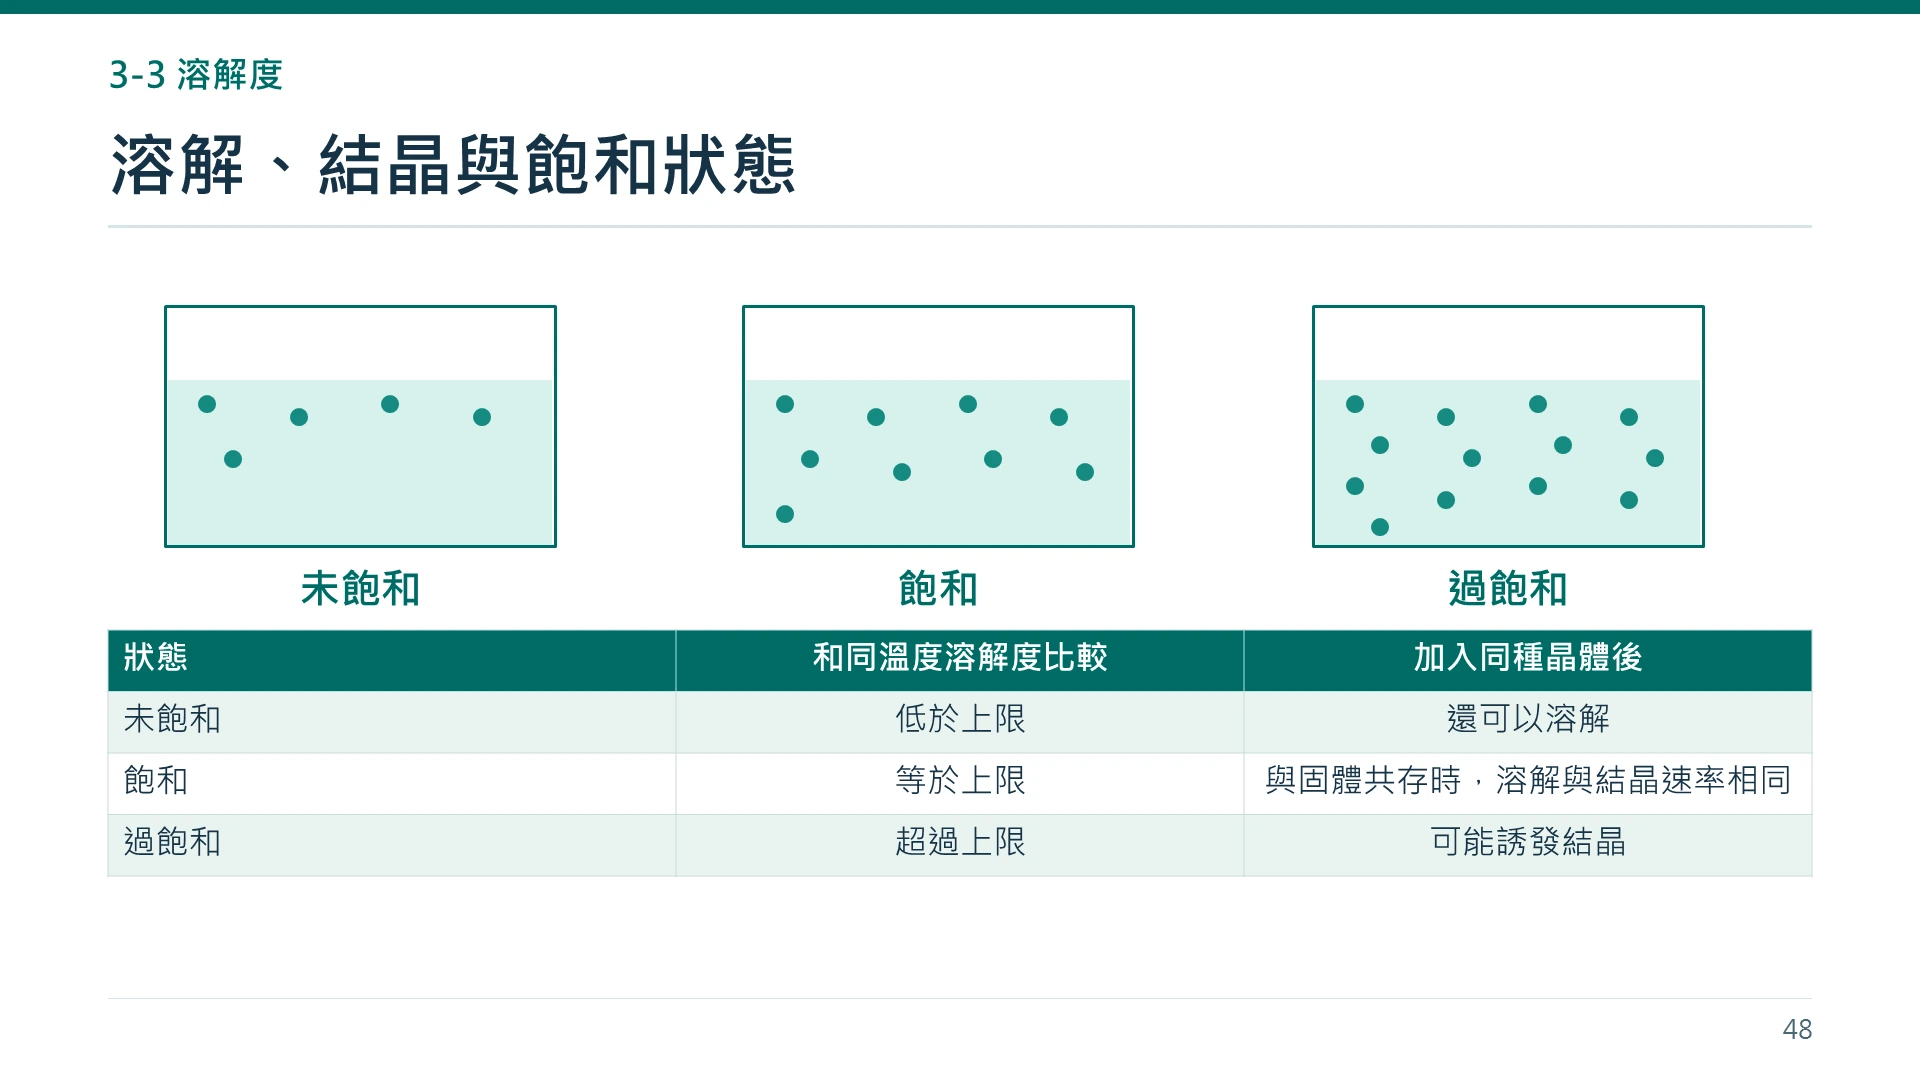 3-3 溶解度
溶解、結晶與飽和狀態
未飽和 飽和 過飽和
狀態 和同溫度溶解度比較 加入同種晶體後
未飽和 低於上限 還可以溶解
飽和 等於上限 與固體共存時，溶解與結晶速率相同
過飽和 超過上限 可能誘發結晶
48